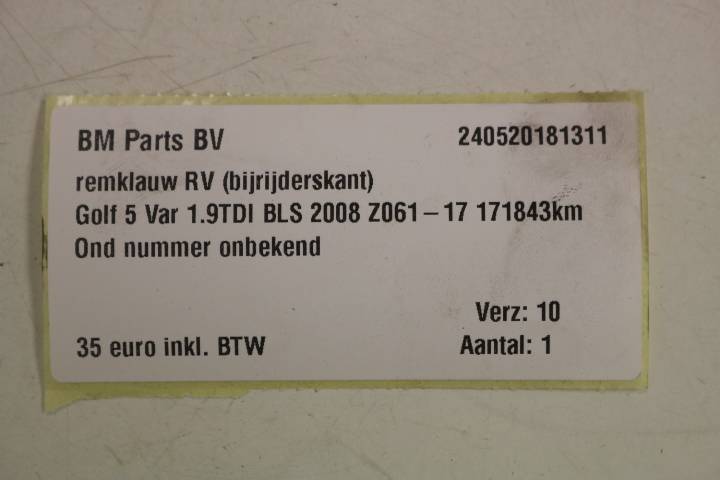 BM Parts BV 240520181311
remklauw RV (bijrijderskant)
Golf 5 Var 1.9TDI BLS 2008 Z061-17 171843km
Ond nummer onbekend
Verz: 10
35 euro inkl. BTW Aantal: 1